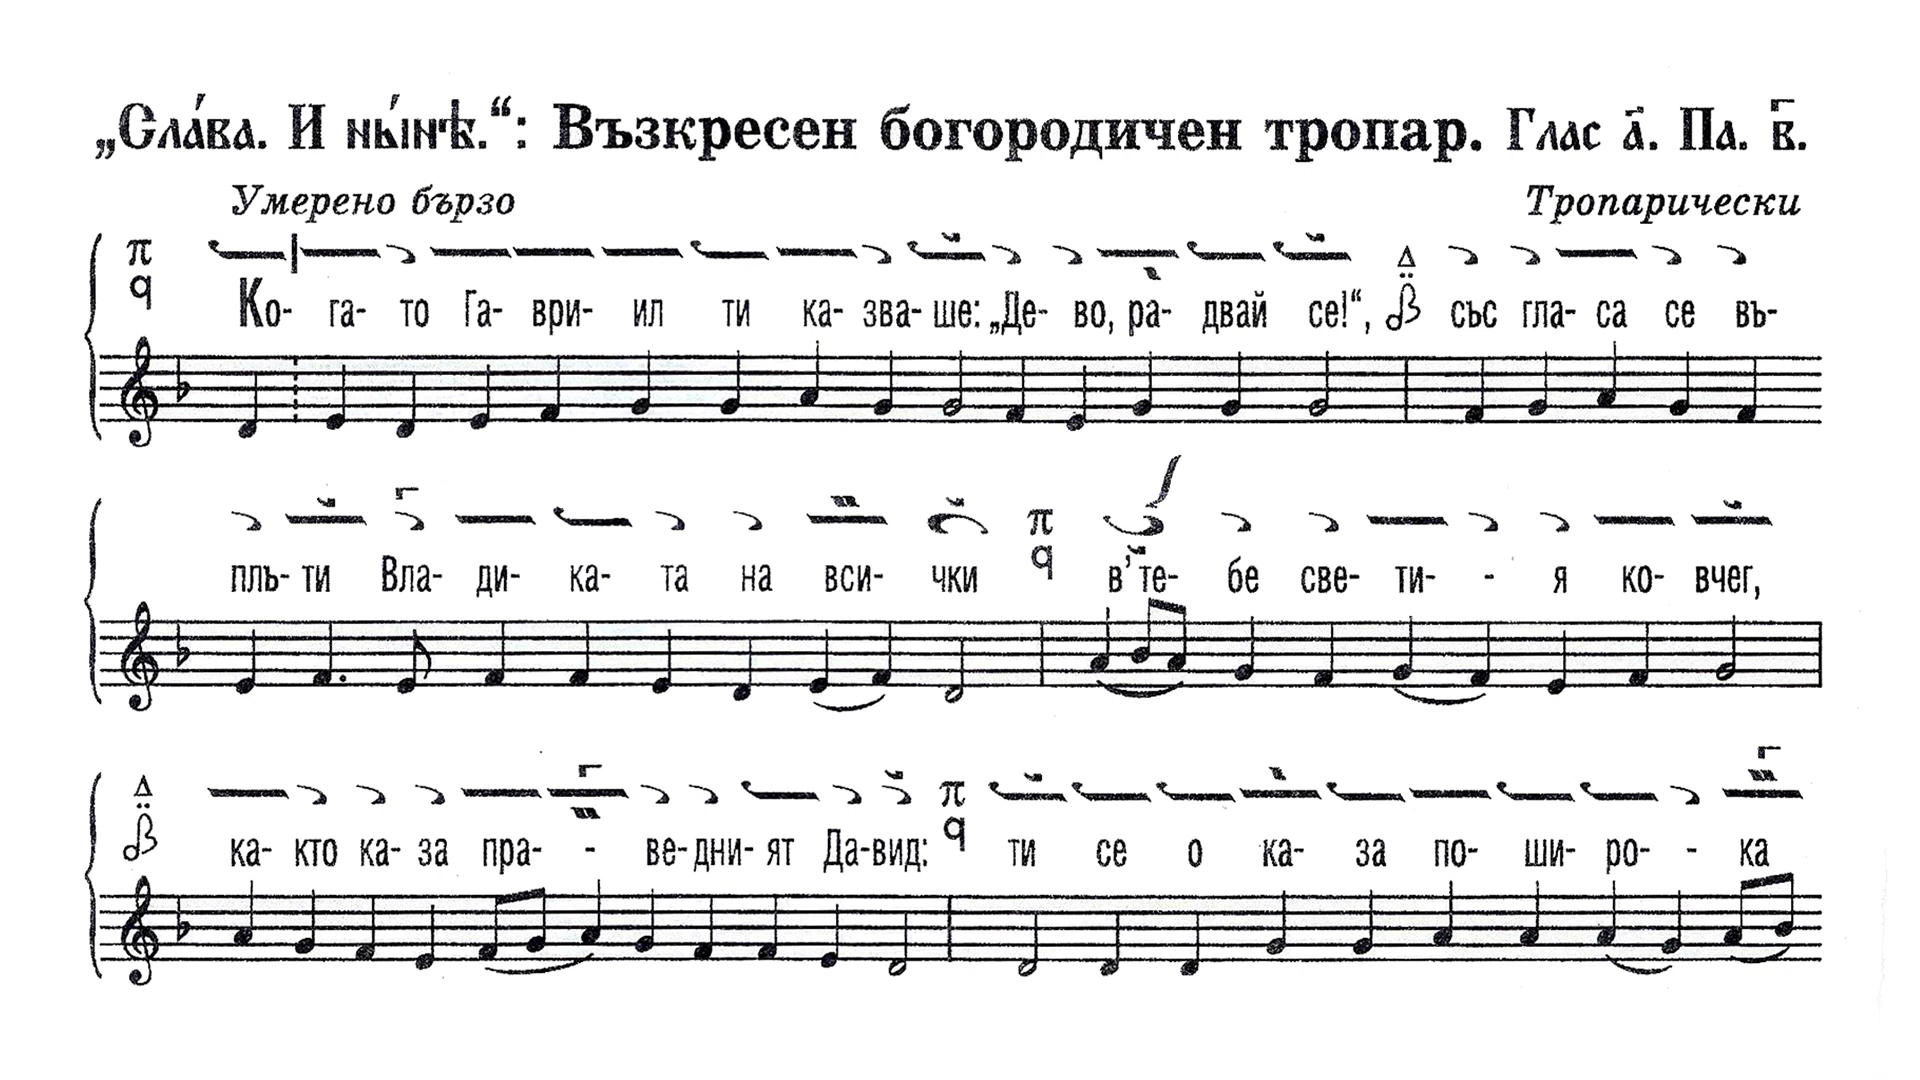 „Сла́ва. И ны́нѣ.“: Възкресен богородичен тропар. Глас а҃. Па. в҃.
Умерено бързо Тропарически
π
q Ко- га- то Га- ври- ил ти ка- зва- ше: „Де- во, ра- двай се!“, Δ със гла- са се въ-
плъ- ти Вла- ди- ка- та на вси- чки π q в’ те- бе све- ти- - я ко- вчег,
Δ ка- кто ка- за пра- - ве- дни- ят Да- вид: π q ти се о ка- за по- ши- ро- - ка